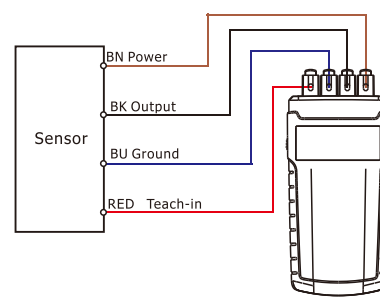 BN Power
BK Output
Sensor
BU Ground
RED Teach-in